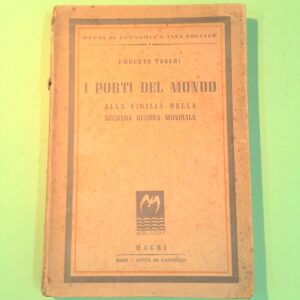 STUDI DI ECONOMIA E VITA SOCIALE
UMBERTO TOSCHI
I PORTI DEL MONDO
ALLA VIGILIA DELLA
SECONDA GUERRA MONDIALE
MACRÌ
BARI - CITTÀ DI CASTELLO